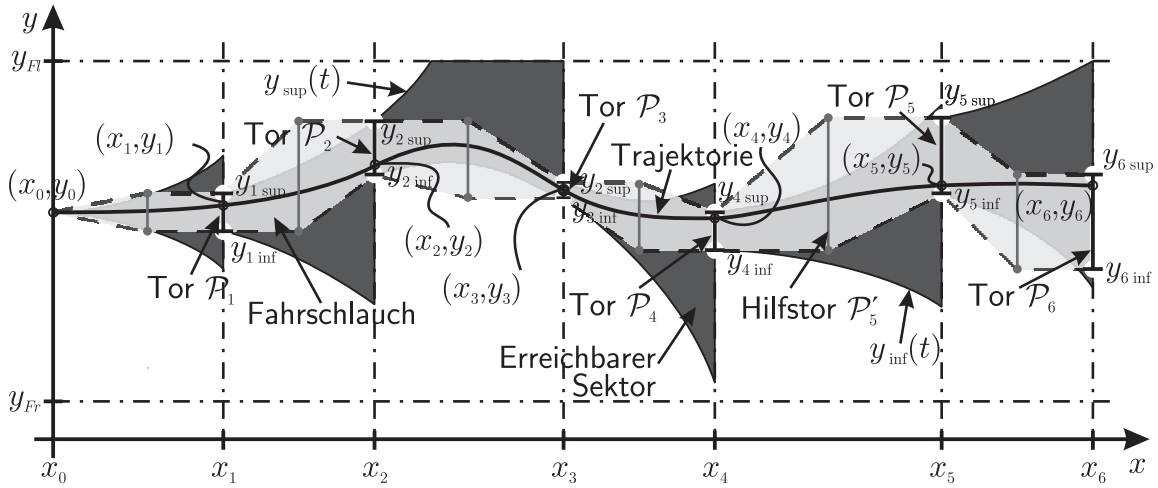 y
y_Fl
y_sup(t)
Tor P_3
Tor P_5
y_5 sup
(x_1,y_1)
Tor P_2
y_2 sup
(x_4,y_4)
Trajektorie
(x_0,y_0)
y_1 sup
y_2 inf
y_2 sup
y_4 sup
(x_5,y_5)
y_6 sup
y_3 inf
y_5 inf
(x_6,y_6)
y_1 inf
(x_2,y_2)
y_4 inf
y_6 inf
Tor P_1
(x_3,y_3)
Tor P_4
Hilfstor P′_5
Tor P_6
Fahrschlauch
y_inf(t)
Erreichbarer
Sektor
y_Fr
x_0
x_1
x_2
x_3
x_4
x_5
x_6
x